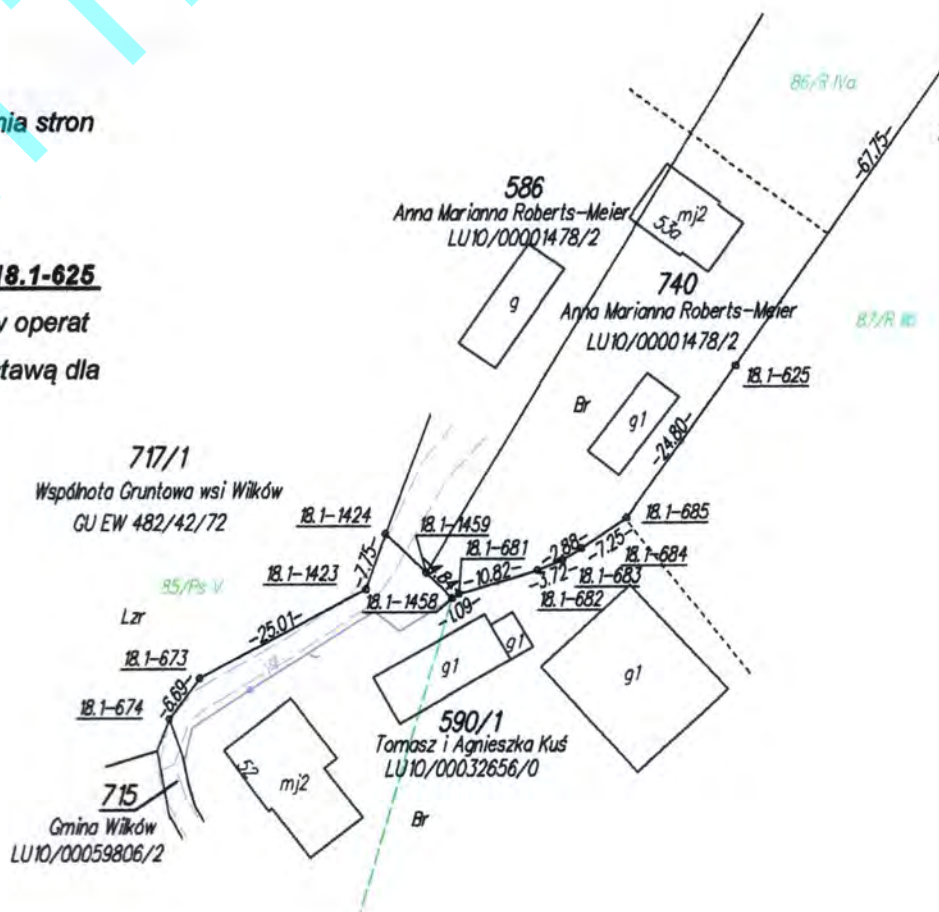 nia stron
18.1-625
y operat
tawą dla
86/R IVa
-67.75-
586
Anna Marianna Roberts-Meier
LU10/00001478/2
mj2
53a
g
740
Anna Marianna Roberts-Meier
LU10/00001478/2
87/R
18.1-625
Br
g1
-24.80-
717/1
Wspólnota Gruntowa wsi Wilków
GU EW 482/42/72
18.1-1424
18.1-1459
18.1-685
18.1-681
-7.75-
-10.82-
-2.88-
-7.25-
18.1-684
18.1-1423
-3.72-
18.1-683
85/Ps V
18.1-1458
-1.09-
18.1-682
Lzr
-25.01-
18.1-673
g1
g1
g1
-6.69-
18.1-674
590/1
Tomasz i Agnieszka Kuś
LU10/00032656/0
52
mj2
715
Gmina Wilków
LU10/00059806/2
Br